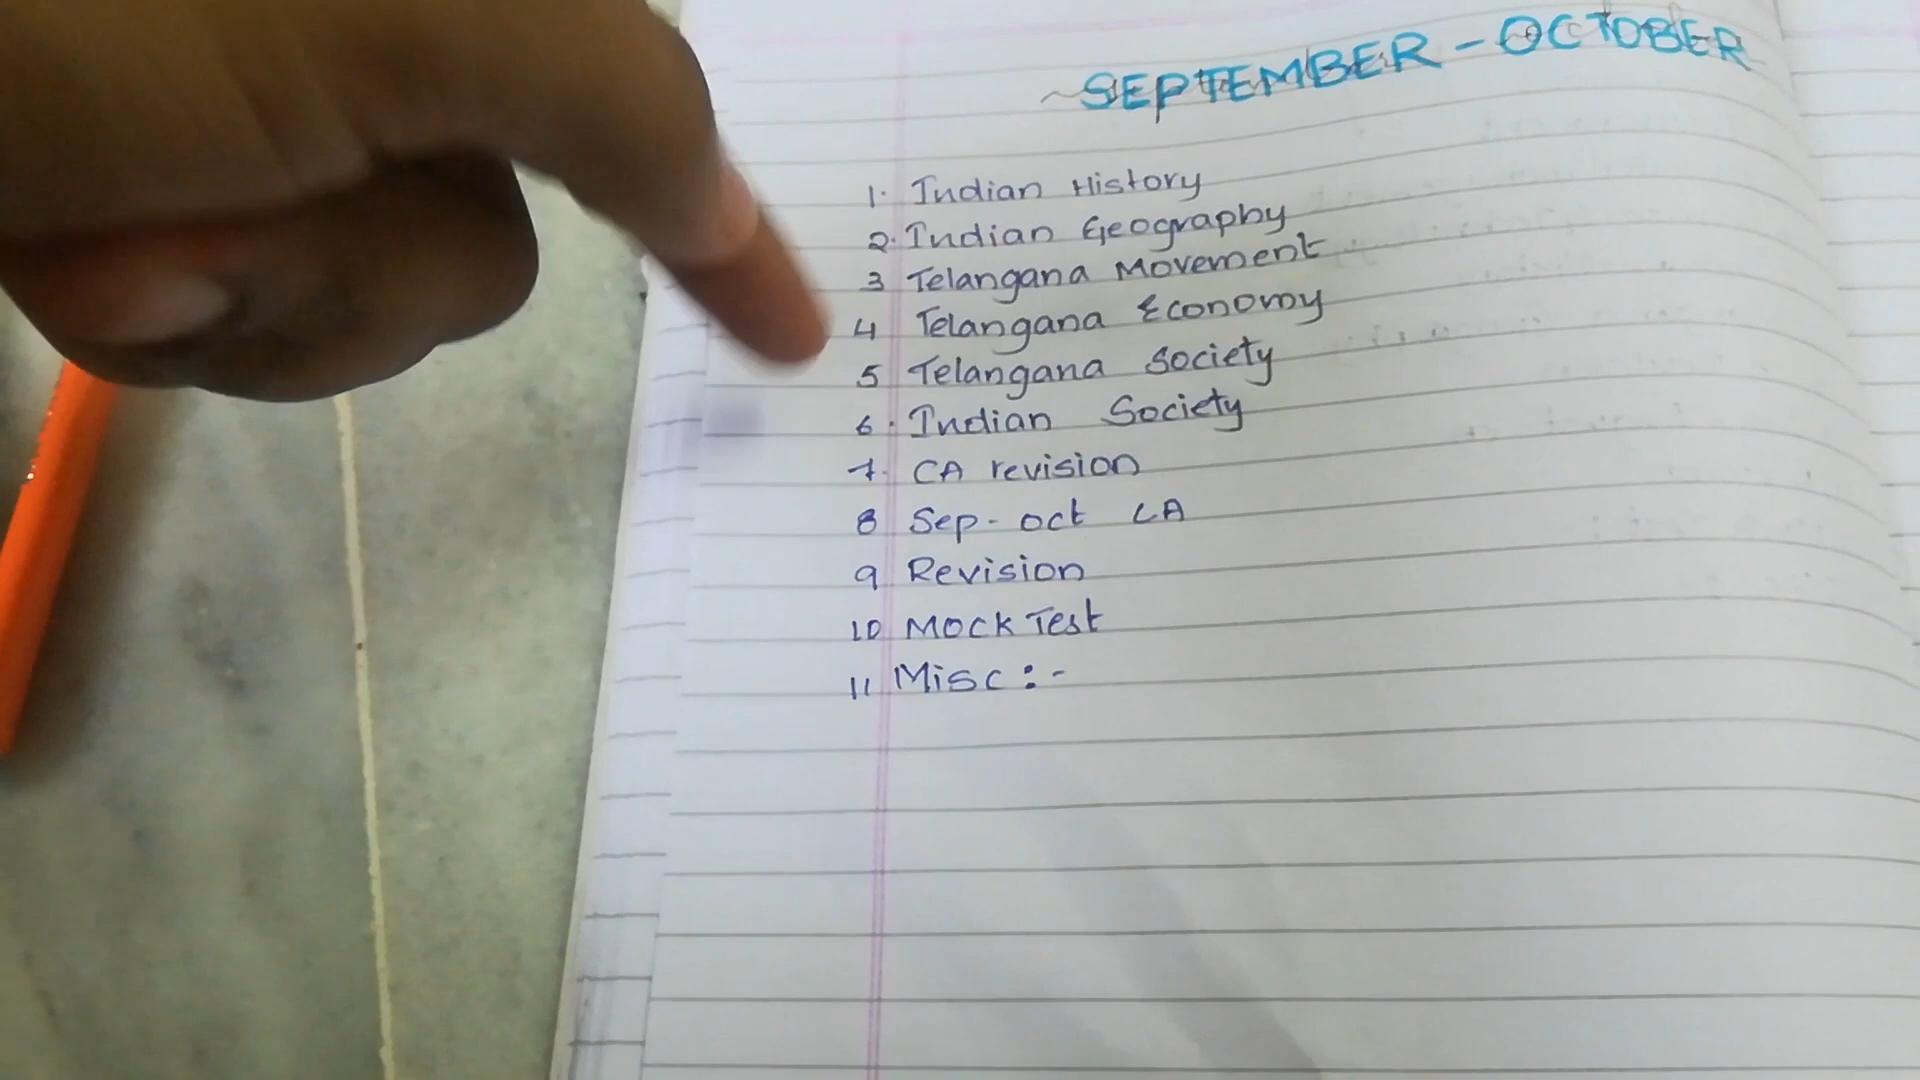 SEPTEMBER - OCTOBER
1. Indian History
2. Indian Geography
3 Telangana Movement
4 Telangana Economy
5 Telangana Society
6. Indian Society
7. CA revision
8 Sep - oct CA
9 Revision
10 Mock Test
11 Misc :-